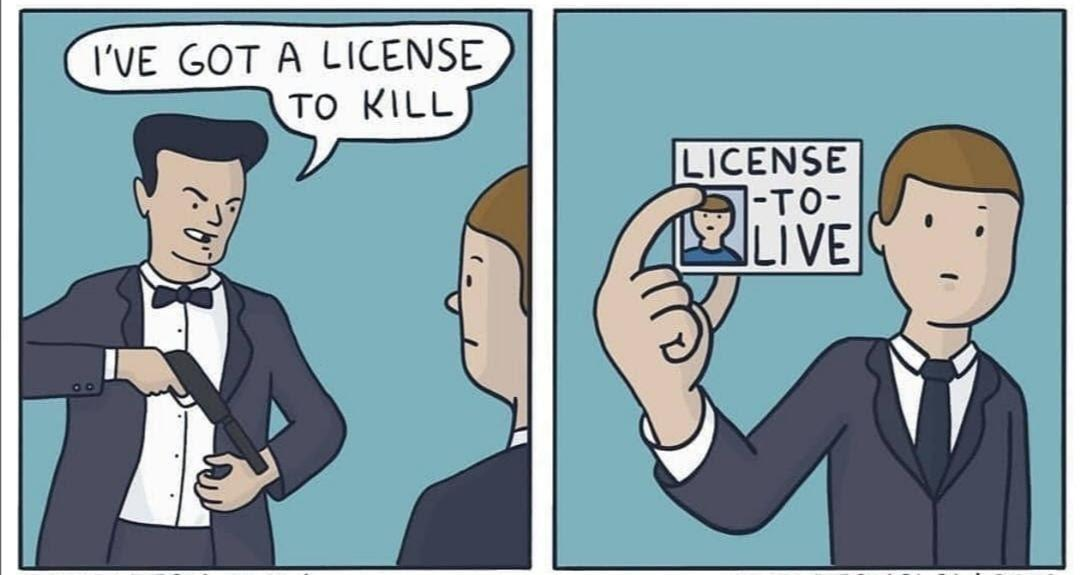 I'VE GOT A LICENSE
TO KILL
LICENSE
-TO-
LIVE